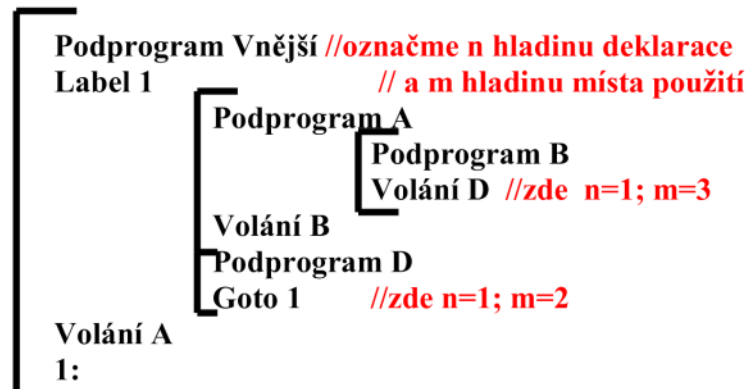 Podprogram Vnější //označme n hladinu deklarace
Label 1 // a m hladinu místa použití
Podprogram A
Podprogram B
Volání D //zde n=1; m=3
Volání B
Podprogram D
Goto 1 //zde n=1; m=2
Volání A
1: